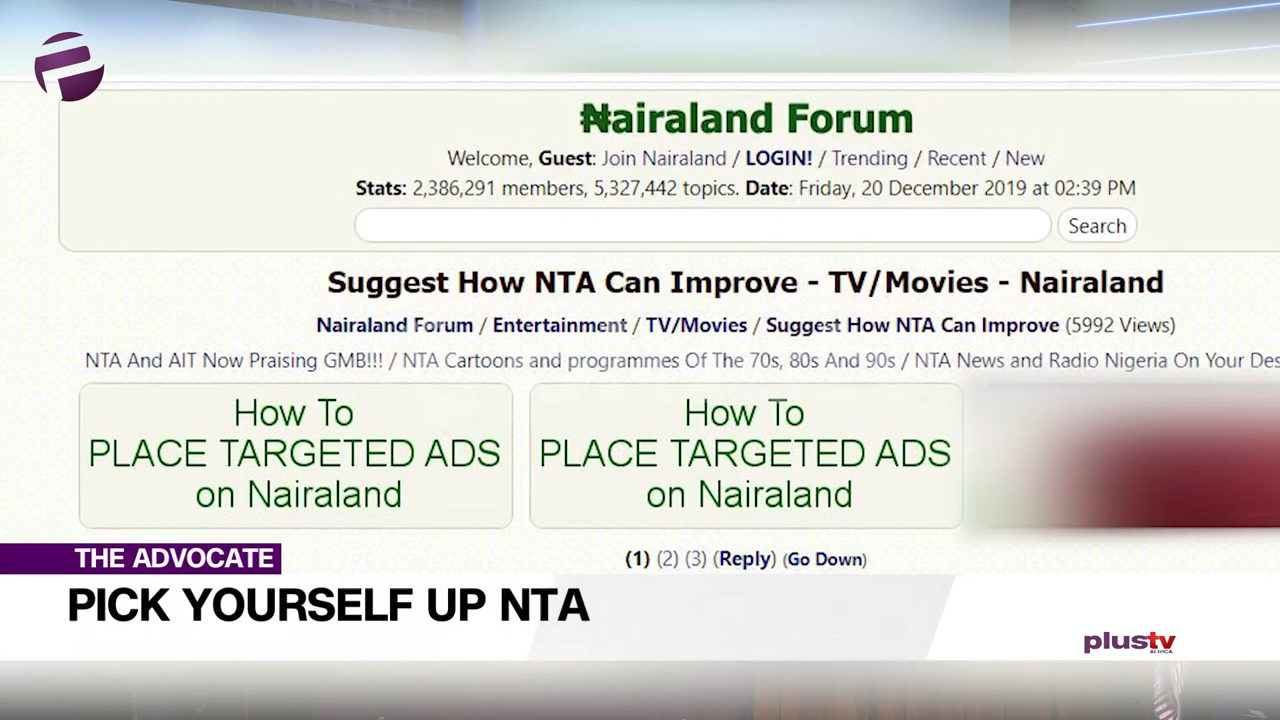 ₦airaland Forum
Welcome, Guest: Join Nairaland / LOGIN! / Trending / Recent / New
Stats: 2,386,291 members, 5,327,442 topics. Date: Friday, 20 December 2019 at 02:39 PM
Search
Suggest How NTA Can Improve - TV/Movies - Nairaland
Nairaland Forum / Entertainment / TV/Movies / Suggest How NTA Can Improve (5992 Views)
NTA And AIT Now Praising GMB!!! / NTA Cartoons and programmes Of The 70s, 80s And 90s / NTA News and Radio Nigeria On Your Des
How To
PLACE TARGETED ADS
on Nairaland
How To
PLACE TARGETED ADS
on Nairaland
(1) (2) (3) (Reply) (Go Down)
THE ADVOCATE
PICK YOURSELF UP NTA
plustv
AFRICA